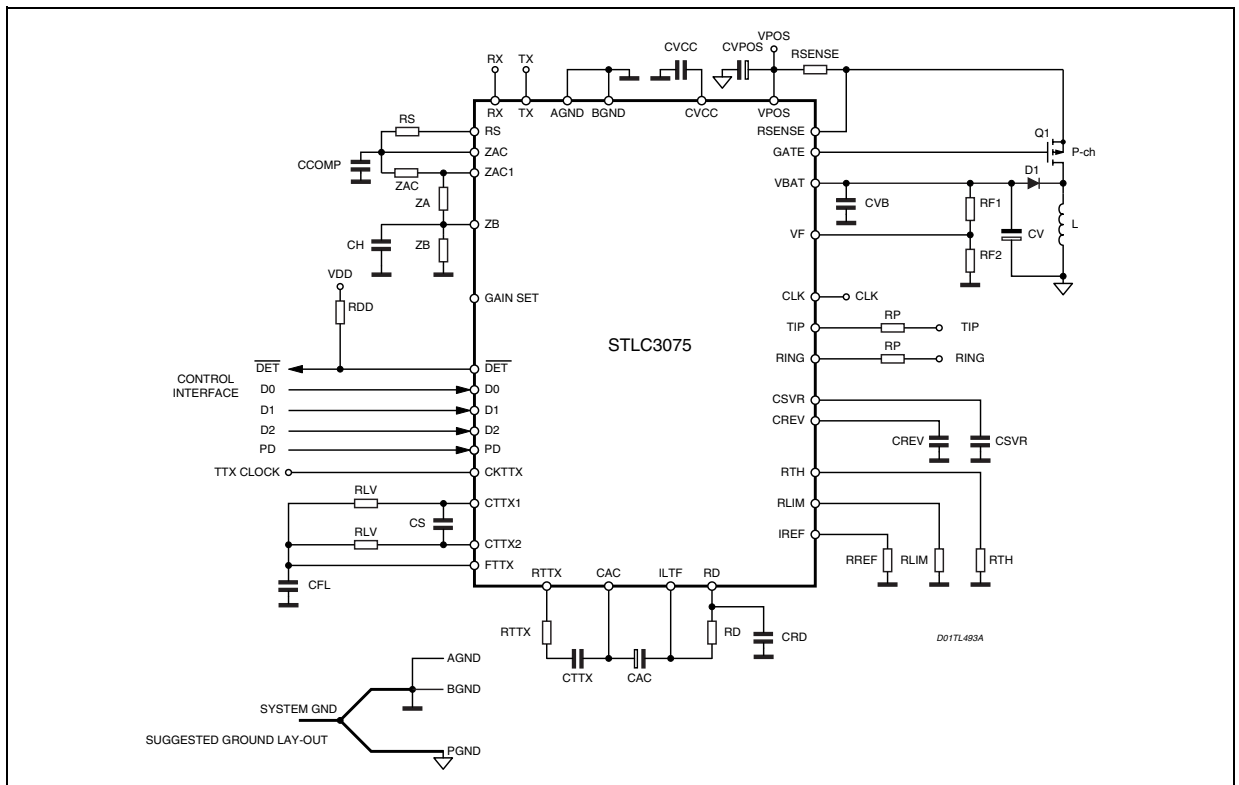 VPOS
RX TX CVCC CVPOS RSENSE
RX TX AGND BGND CVCC VPOS
RS RS RSENSE
Q1
CCOMP ZAC GATE P-ch
ZAC ZAC1 VBAT D1
ZA CVB RF1
ZB L
CH ZB VF CV
RF2
VDD
RDD GAIN SET CLK CLK
TIP RP TIP
STLC3075
RING RP RING
DET DET
CONTROL
INTERFACE
D0 D0
D1 D1 CSVR
D2 D2 CREV
PD PD CREV CSVR
TTX CLOCK CKTTX RTH
RLV CTTX1 RLIM
CS
RLV CTTX2 IREF
FTTX RREF RLIM RTH
CFL RTTX CAC ILTF RD
RTTX RD CRD
D01TL493A
CTTX CAC
AGND
BGND
SYSTEM GND
SUGGESTED GROUND LAY-OUT
PGND